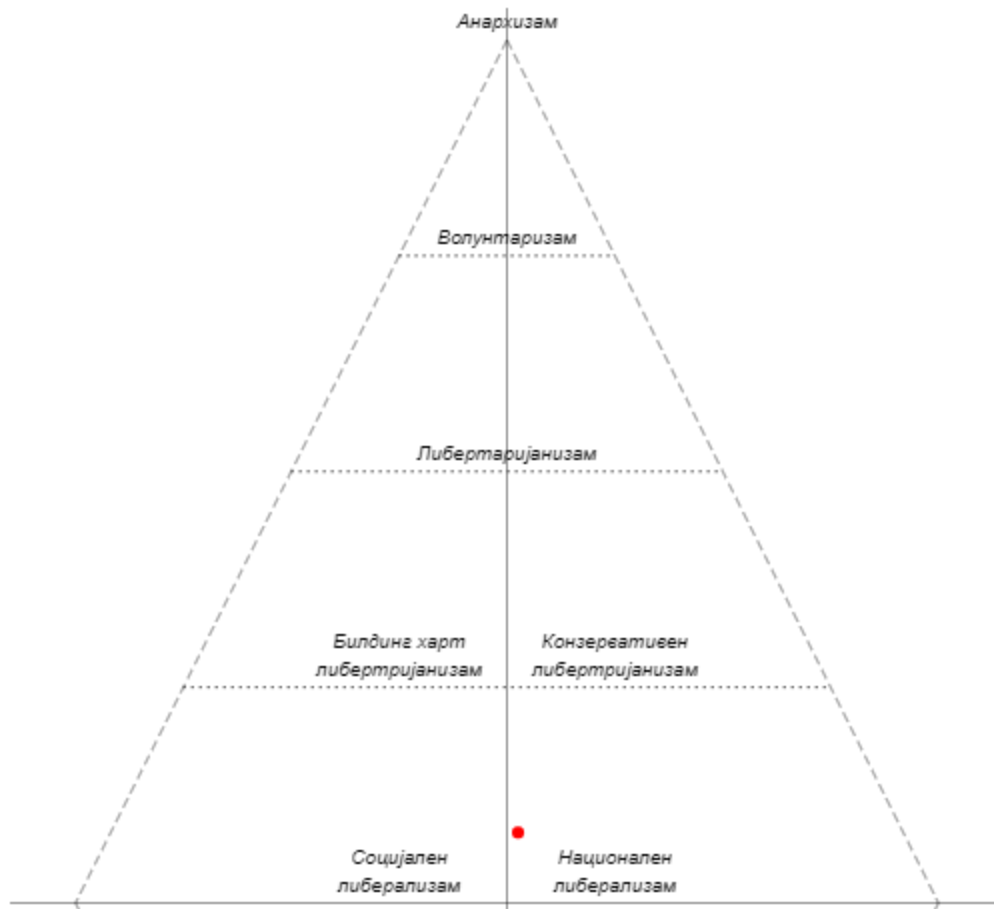 Анархизам
Волунтаризам
Либертаријанизам
Билдинг харт
либертријанизам
Конзервативен
либертријанизам
Социјален
либерализам
Национален
либерализам